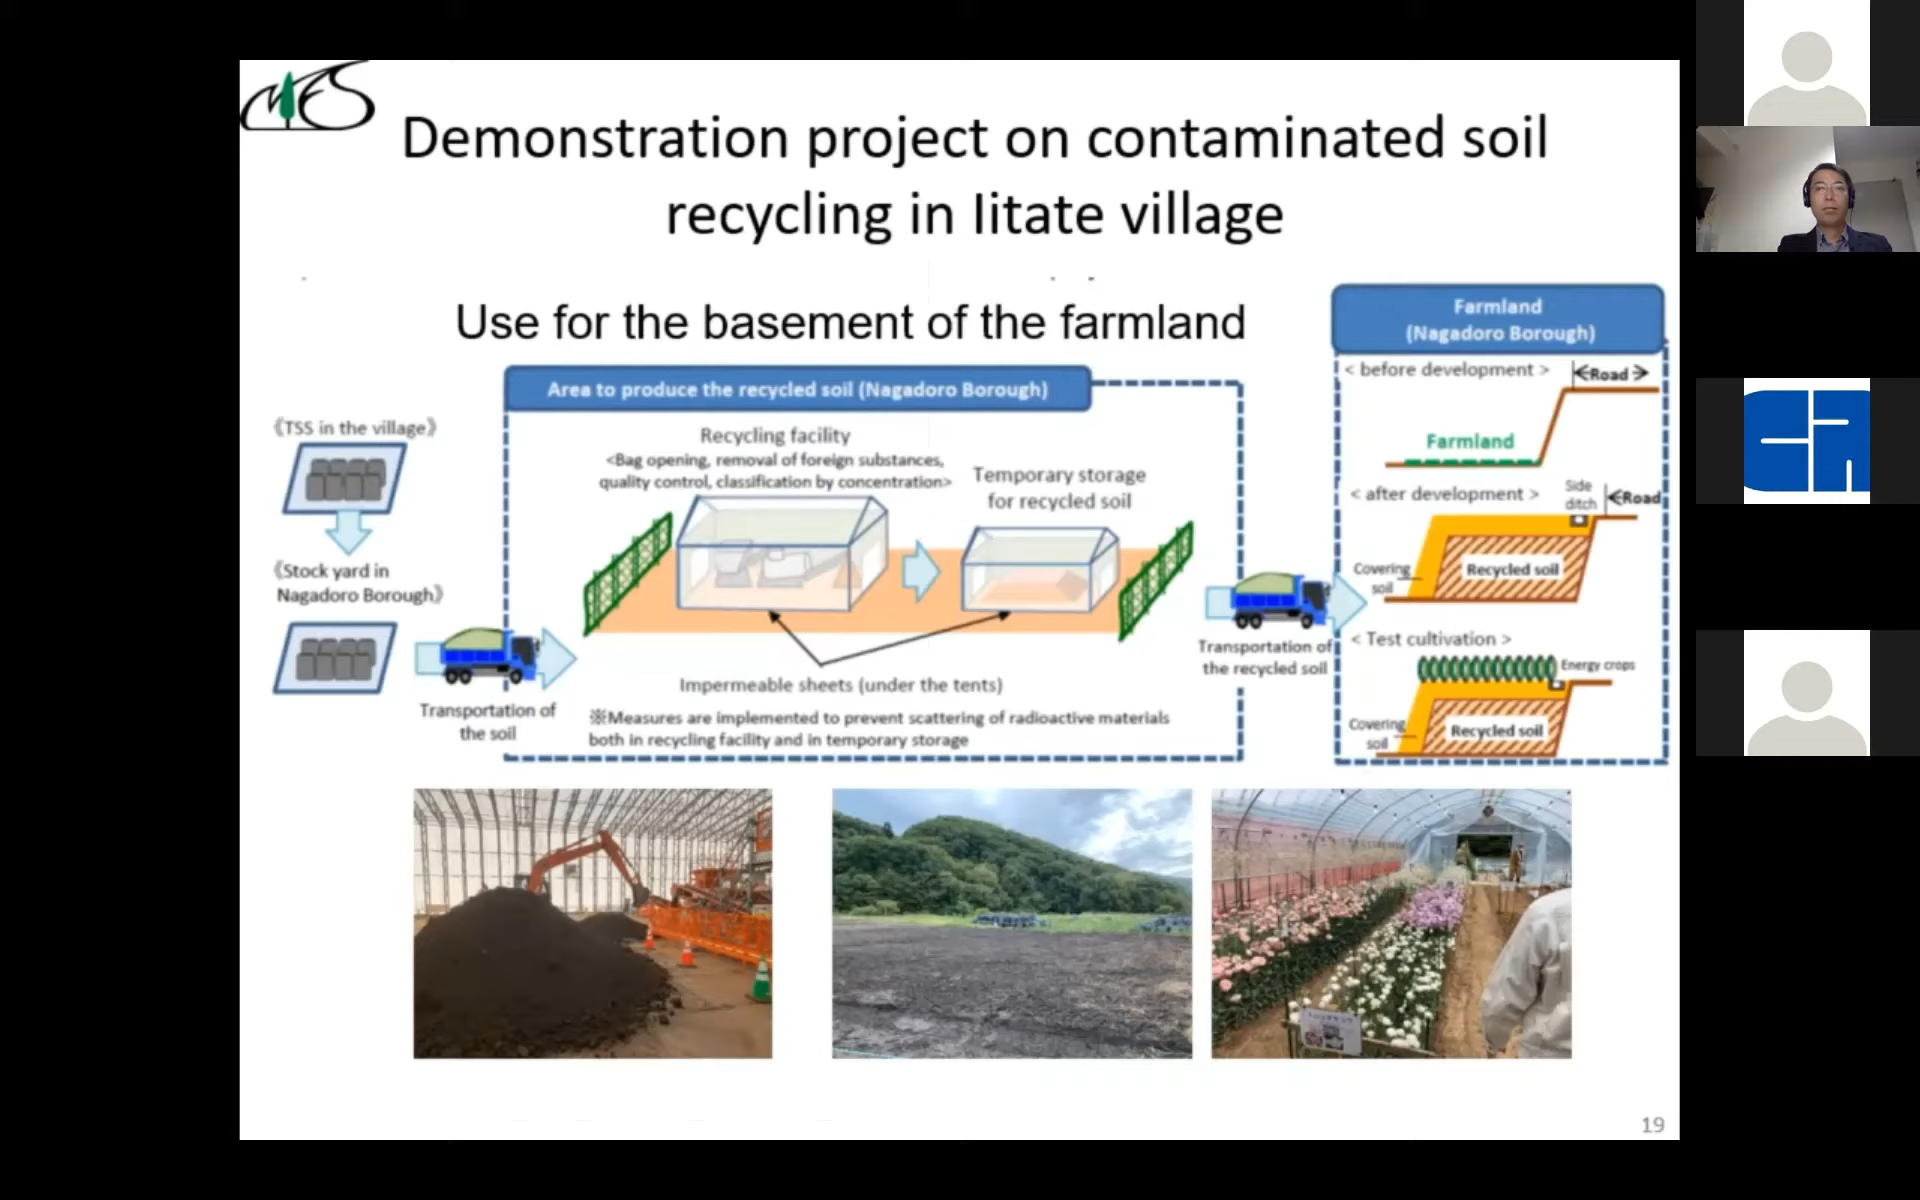 MES
Demonstration project on contaminated soil
recycling in Iitate village
Use for the basement of the farmland
Area to produce the recycled soil (Nagadoro Borough)
《TSS in the village》
《Stock yard in
Nagadoro Borough》
Transportation of
the soil
Recycling facility
<Bag opening, removal of foreign substances,
quality control, classification by concentration>
Temporary storage
for recycled soil
Impermeable sheets (under the tents)
※Measures are implemented to prevent scattering of radioactive materials
both in recycling facility and in temporary storage
Transportation of
the recycled soil
Farmland
(Nagadoro Borough)
< before development >
Road
Farmland
< after development >
Side
ditch
Road
Covering
soil
Recycled soil
< Test cultivation >
Energy crops
Covering
soil
Recycled soil
19